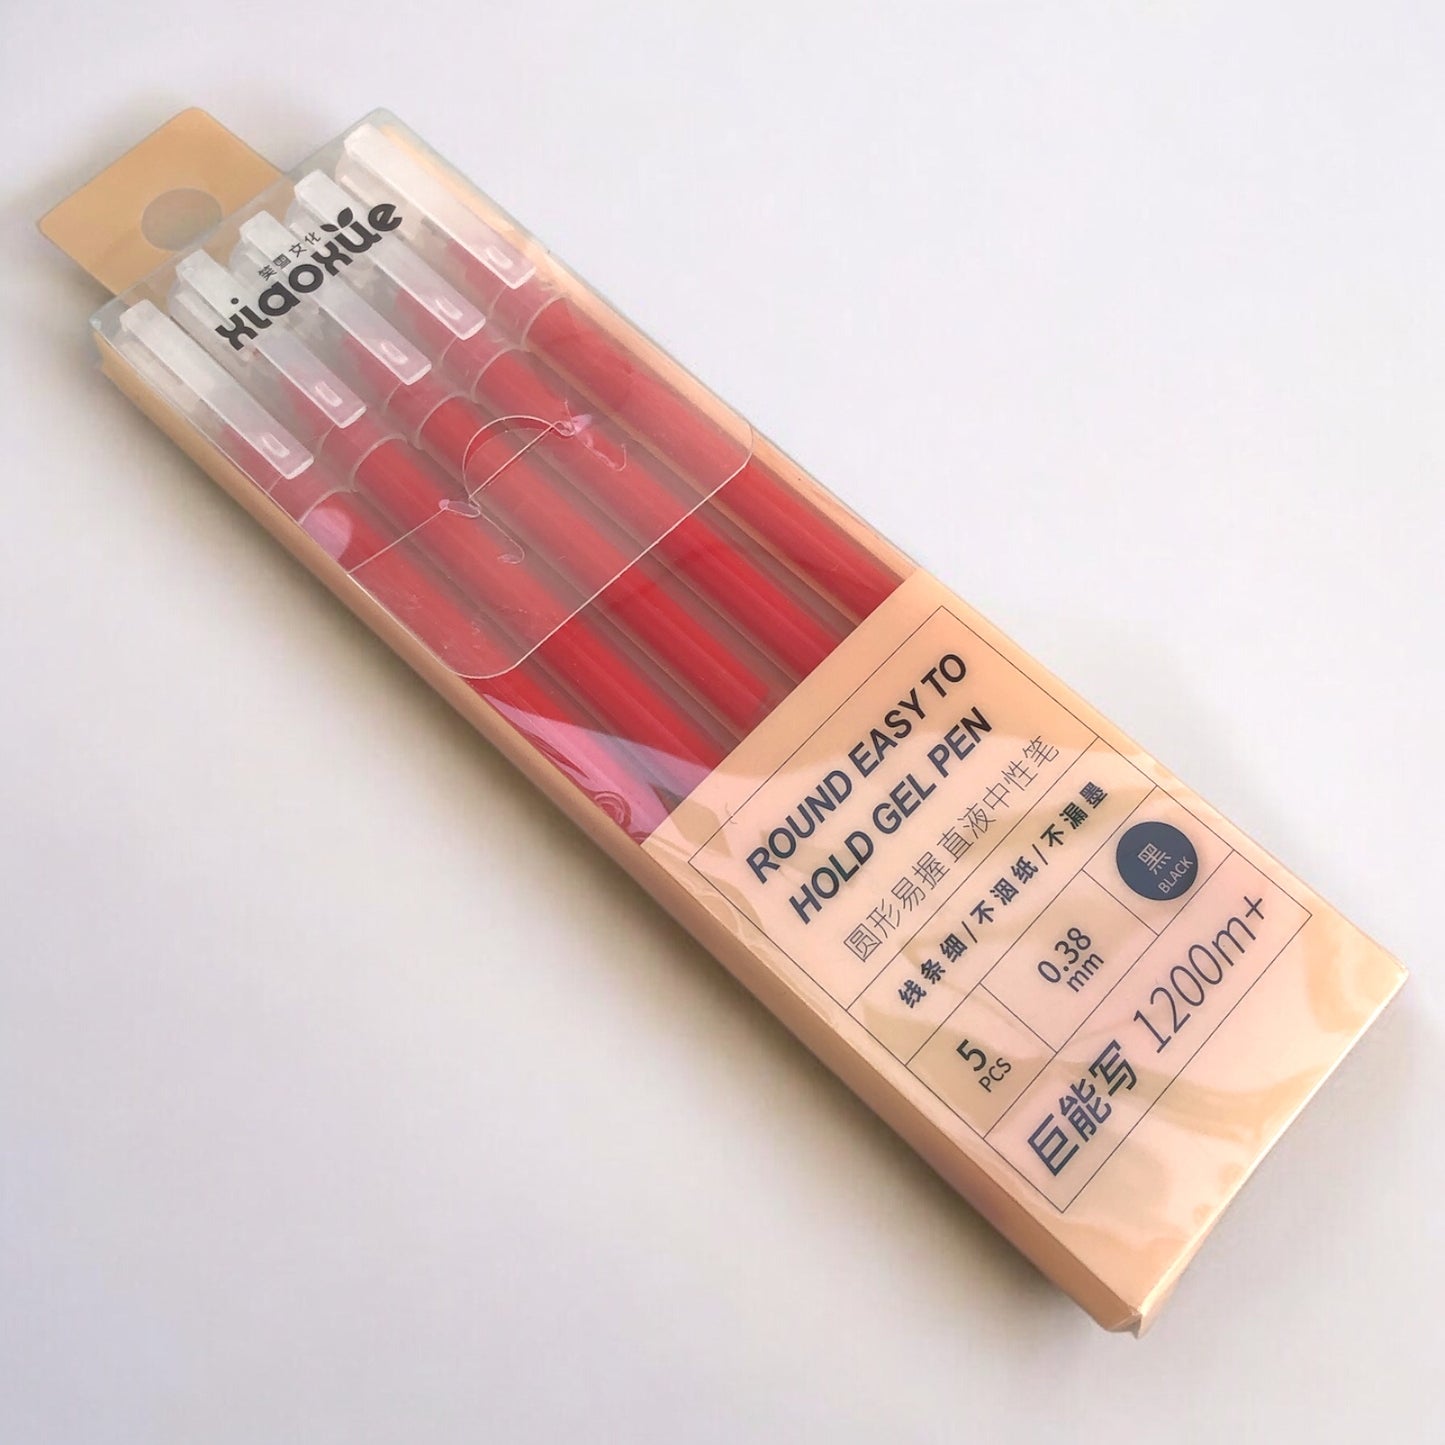 笑雪文化
xiaoxüe
ROUND EASY TO
HOLD GEL PEN
圆形易握 直液中性笔
线条细/不洇纸/不漏墨
5
PCS
0.38
mm
黑
BLACK
巨能写 1200m+